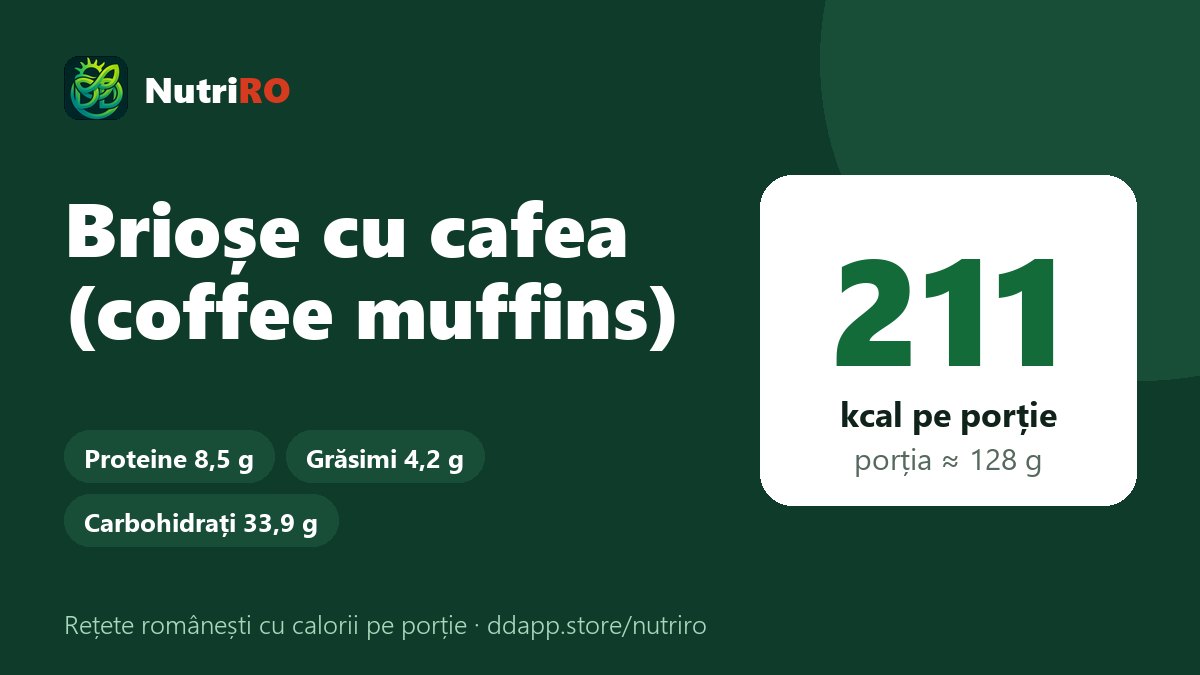 NutriRO
Brioșe cu cafea
(coffee muffins)
211
kcal pe porție
porția ≈ 128 g
Proteine 8,5 g
Grăsimi 4,2 g
Carbohidrați 33,9 g
Rețete românești cu calorii pe porție · ddapp.store/nutriro